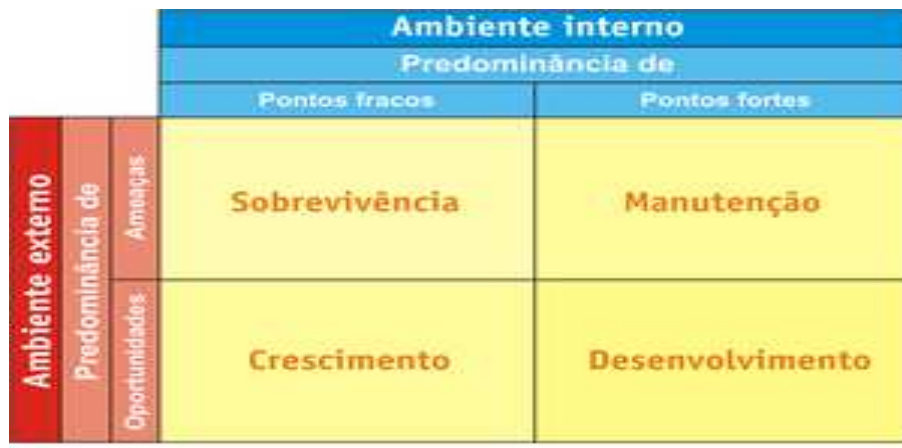 Ambiente interno
Predominância de
Pontos fracos
Pontos fortes
Ambiente externo
Predominância de
Ameaças
Sobrevivência
Manutenção
Oportunidades
Crescimento
Desenvolvimento